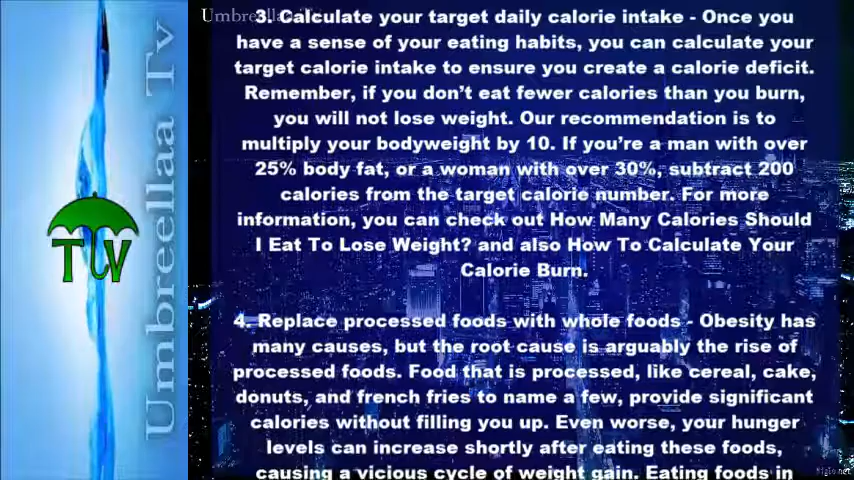 Umbreellaa Tv
3. Calculate your target daily calorie intake - Once you
have a sense of your eating habits, you can calculate your
target calorie intake to ensure you create a calorie deficit.
Remember, if you don’t eat fewer calories than you burn,
you will not lose weight. Our recommendation is to
multiply your bodyweight by 10. If you’re a man with over
25% body fat, or a woman with over 30%, subtract 200
calories from the target calorie number. For more
information, you can check out How Many Calories Should
I Eat To Lose Weight? and also How To Calculate Your
Calorie Burn.
4. Replace processed foods with whole foods - Obesity has
many causes, but the root cause is arguably the rise of
processed foods. Food that is processed, like cereal, cake,
donuts, and french fries to name a few, provide significant
calories without filling you up. Even worse, your hunger
levels can increase shortly after eating these foods,
causing a vicious cycle of weight gain. Eating foods in
TV
Umbreellaa Tv